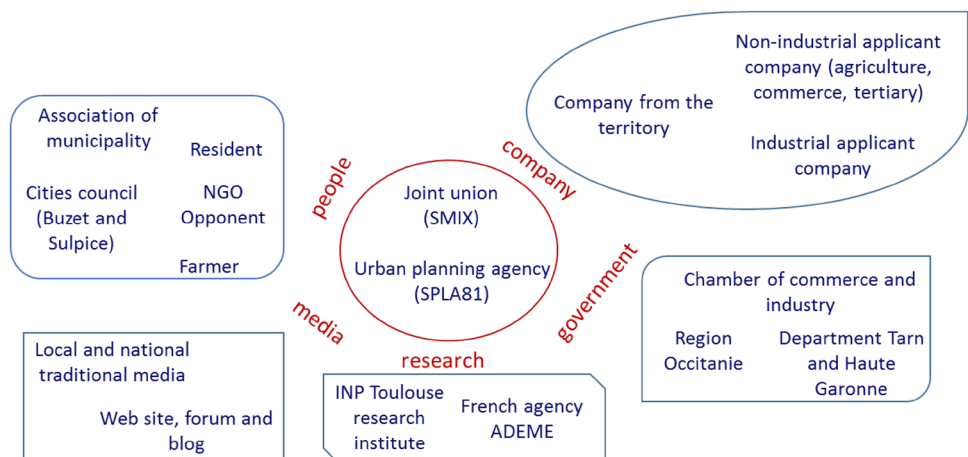 Association of
municipality
Resident
Cities council
(Buzet and
Sulpice)
NGO
Opponent
Farmer
people
company
Joint union
(SMIX)
Urban planning agency
(SPLA81)
media
research
government
Company from the
territory
Non-industrial applicant
company (agriculture,
commerce, tertiary)
Industrial applicant
company
Chamber of commerce and
industry
Region
Occitanie
Department Tarn
and Haute
Garonne
Local and national
traditional media
Web site, forum and
blog
INP Toulouse
research
institute
French agency
ADEME